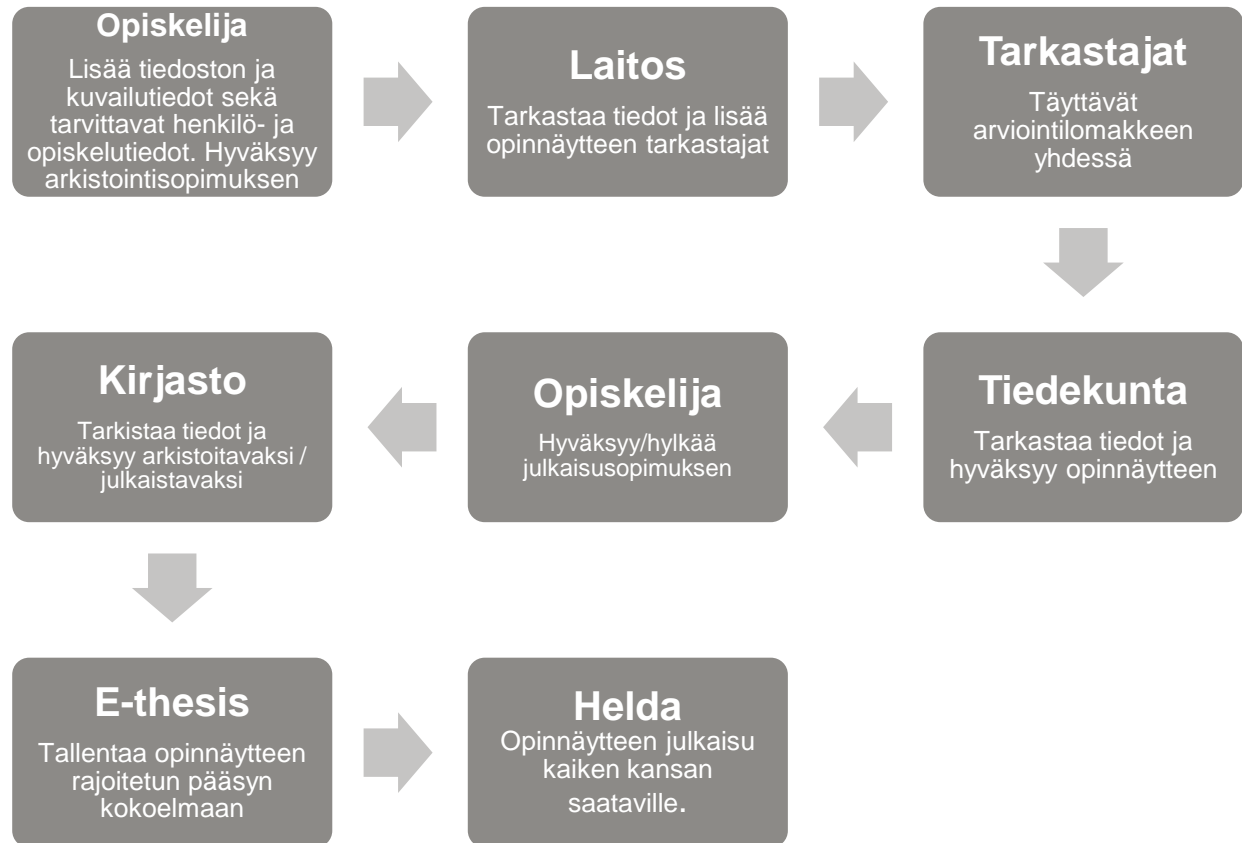 Opiskelija
Lisää tiedoston ja
kuvailutiedot sekä
tarvittavat henkilö- ja
opiskelutiedot. Hyväksyy
arkistointisopimuksen
Laitos
Tarkastaa tiedot ja lisää
opinnäytteen tarkastajat
Tarkastajat
Täyttävät
arviointilomakkeen
yhdessä
Tiedekunta
Tarkastaa tiedot ja
hyväksyy opinnäytteen
Opiskelija
Hyväksyy/hylkää
julkaisusopimuksen
Kirjasto
Tarkistaa tiedot ja
hyväksyy arkistoitavaksi /
julkaistavaksi
E-thesis
Tallentaa opinnäytteen
rajoitetun pääsyn
kokoelmaan
Helda
Opinnäytteen julkaisu
kaiken kansan
saataville.